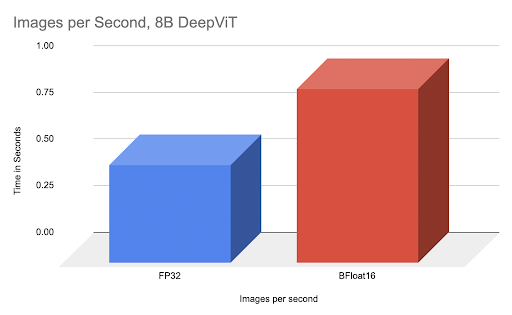 Images per Second, 8B DeepViT
1.00
0.75
0.50
0.25
0.00
Time in Seconds
FP32
BFloat16
Images per second